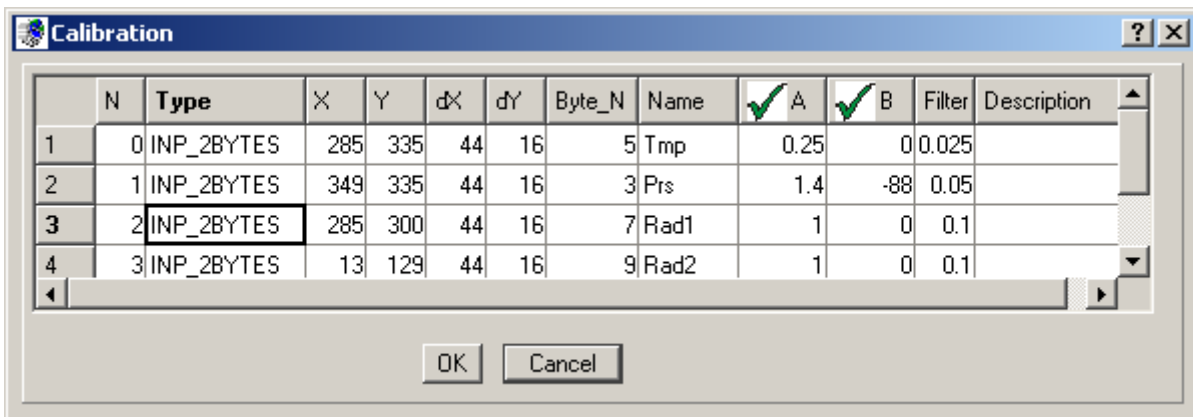 Calibration
N Type X Y dX dY Byte_N Name A B Filter Description
1 0 INP_2BYTES 285 335 44 16 5 Tmp 0.25 0 0.025
2 1 INP_2BYTES 349 335 44 16 3 Prs 1.4 -88 0.05
3 2 INP_2BYTES 285 300 44 16 7 Rad1 1 0 0.1
4 3 INP_2BYTES 13 129 44 16 9 Rad2 1 0 0.1
OK Cancel